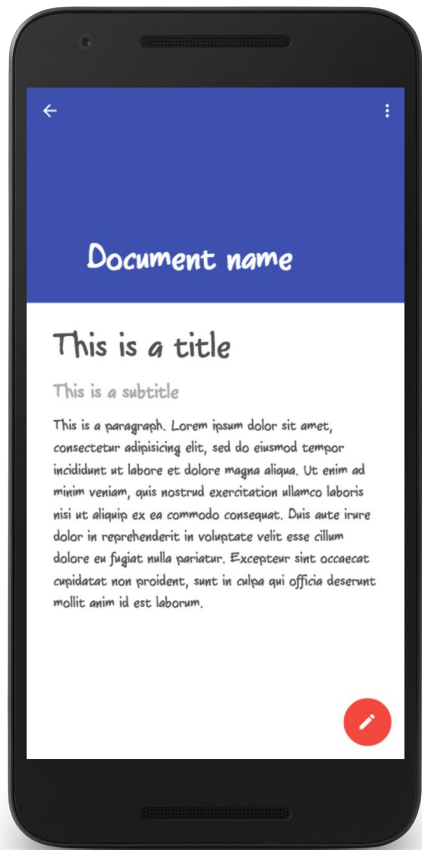 Document name
This is a title
This is a subtitle
This is a paragraph. Lorem ipsum dolor sit amet,
consectetur adipisicing elit, sed do eiusmod tempor
incididunt ut labore et dolore magna aliqua. Ut enim ad
minim veniam, quis nostrud exercitation ullamco laboris
nisi ut aliquip ex ea commodo consequat. Duis aute irure
dolor in reprehenderit in voluptate velit esse cillum
dolore eu fugiat nulla pariatur. Excepteur sint occaecat
cupidatat non proident, sunt in culpa qui officia deserunt
mollit anim id est laborum.